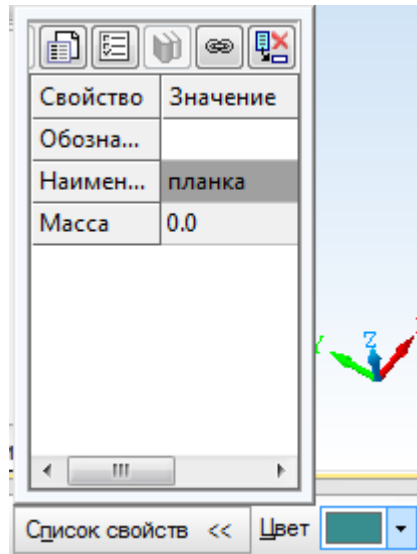 Свойство Значение
Обозна...
Наимен... планка
Масса 0.0
Z
Список свойств << Цвет